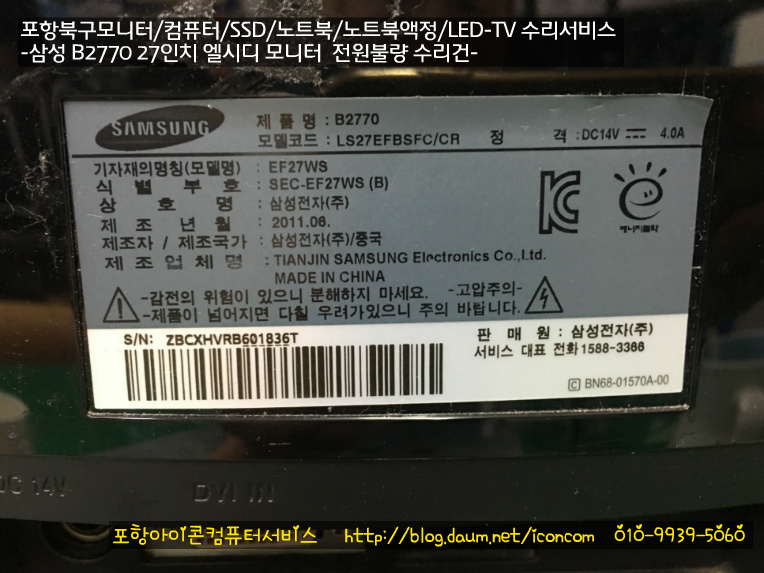 포항북구모니터/컴퓨터/SSD/노트북/노트북액정/LED-TV 수리서비스
-삼성 B2770 27인치 엘시디 모니터 전원불량 수리건-
SAMSUNG
제 품 명 : B2770
모델코드 : LS27EFBSFC/CR 정 격 : DC14V 4.0A
기자재의명칭(모델명) : EF27WS
식 별 부 호 : SEC-EF27WS (B)
상 호 명 : 삼성전자(주)
제 조 년 월 : 2011.06.
제조자 / 제조국가 : 삼성전자(주)/중국
제 조 업 체 명 : TIANJIN SAMSUNG Electronics Co.,Ltd.
MADE IN CHINA
에너지절약
-감전의 위험이 있으니 분해하지 마세요. -고압주의-
-제품이 넘어지면 다칠 우려가있으니 주의 바랍니다.
S/N: ZBCXHVRB601836T
판 매 원 : 삼성전자(주)
서비스 대표 전화 1588-3366
C BN68-01570A-00
DC 14V DVI IN
포항아이콘컴퓨터서비스 http://blog.daum.net/iconcom 010-9939-5060